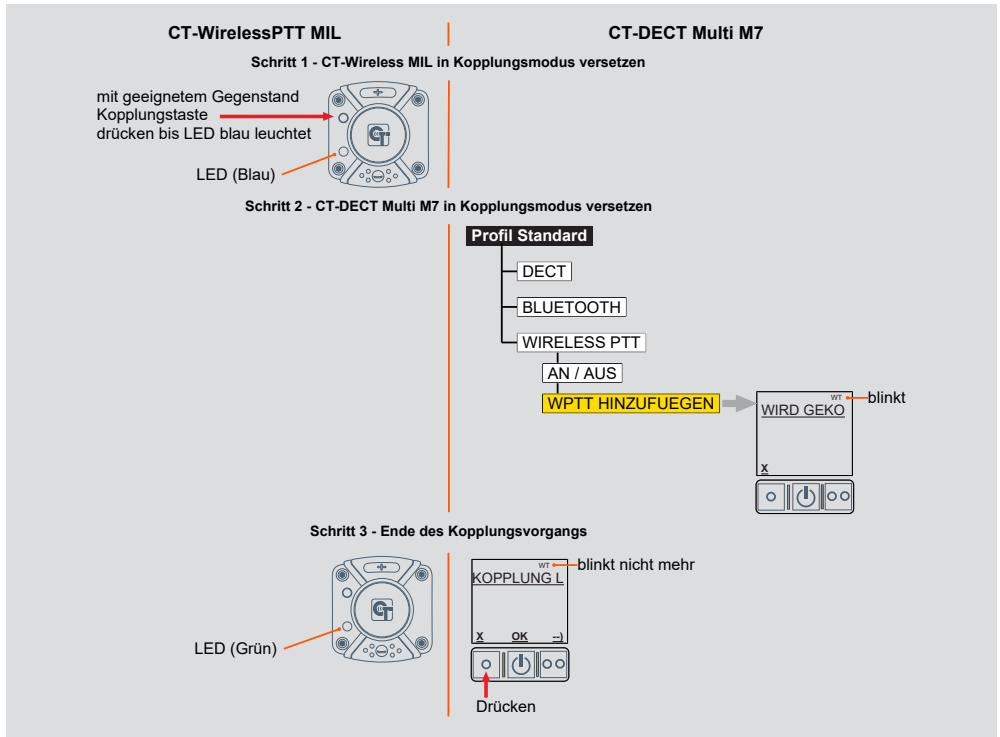 CT-WirelessPTT MIL
CT-DECT Multi M7
Schritt 1 - CT-Wireless MIL in Kopplungsmodus versetzen
mit geeignetem Gegenstand
Kopplungstaste
drücken bis LED blau leuchtet
LED (Blau)
Schritt 2 - CT-DECT Multi M7 in Kopplungsmodus versetzen
Profil Standard
DECT
BLUETOOTH
WIRELESS PTT
AN / AUS
WPTT HINZUFUEGEN
WT
blinkt
WIRD GEKO
X
Schritt 3 - Ende des Kopplungsvorgangs
WT
blinkt nicht mehr
KOPPLUNG L
LED (Grün)
X OK --)
Drücken